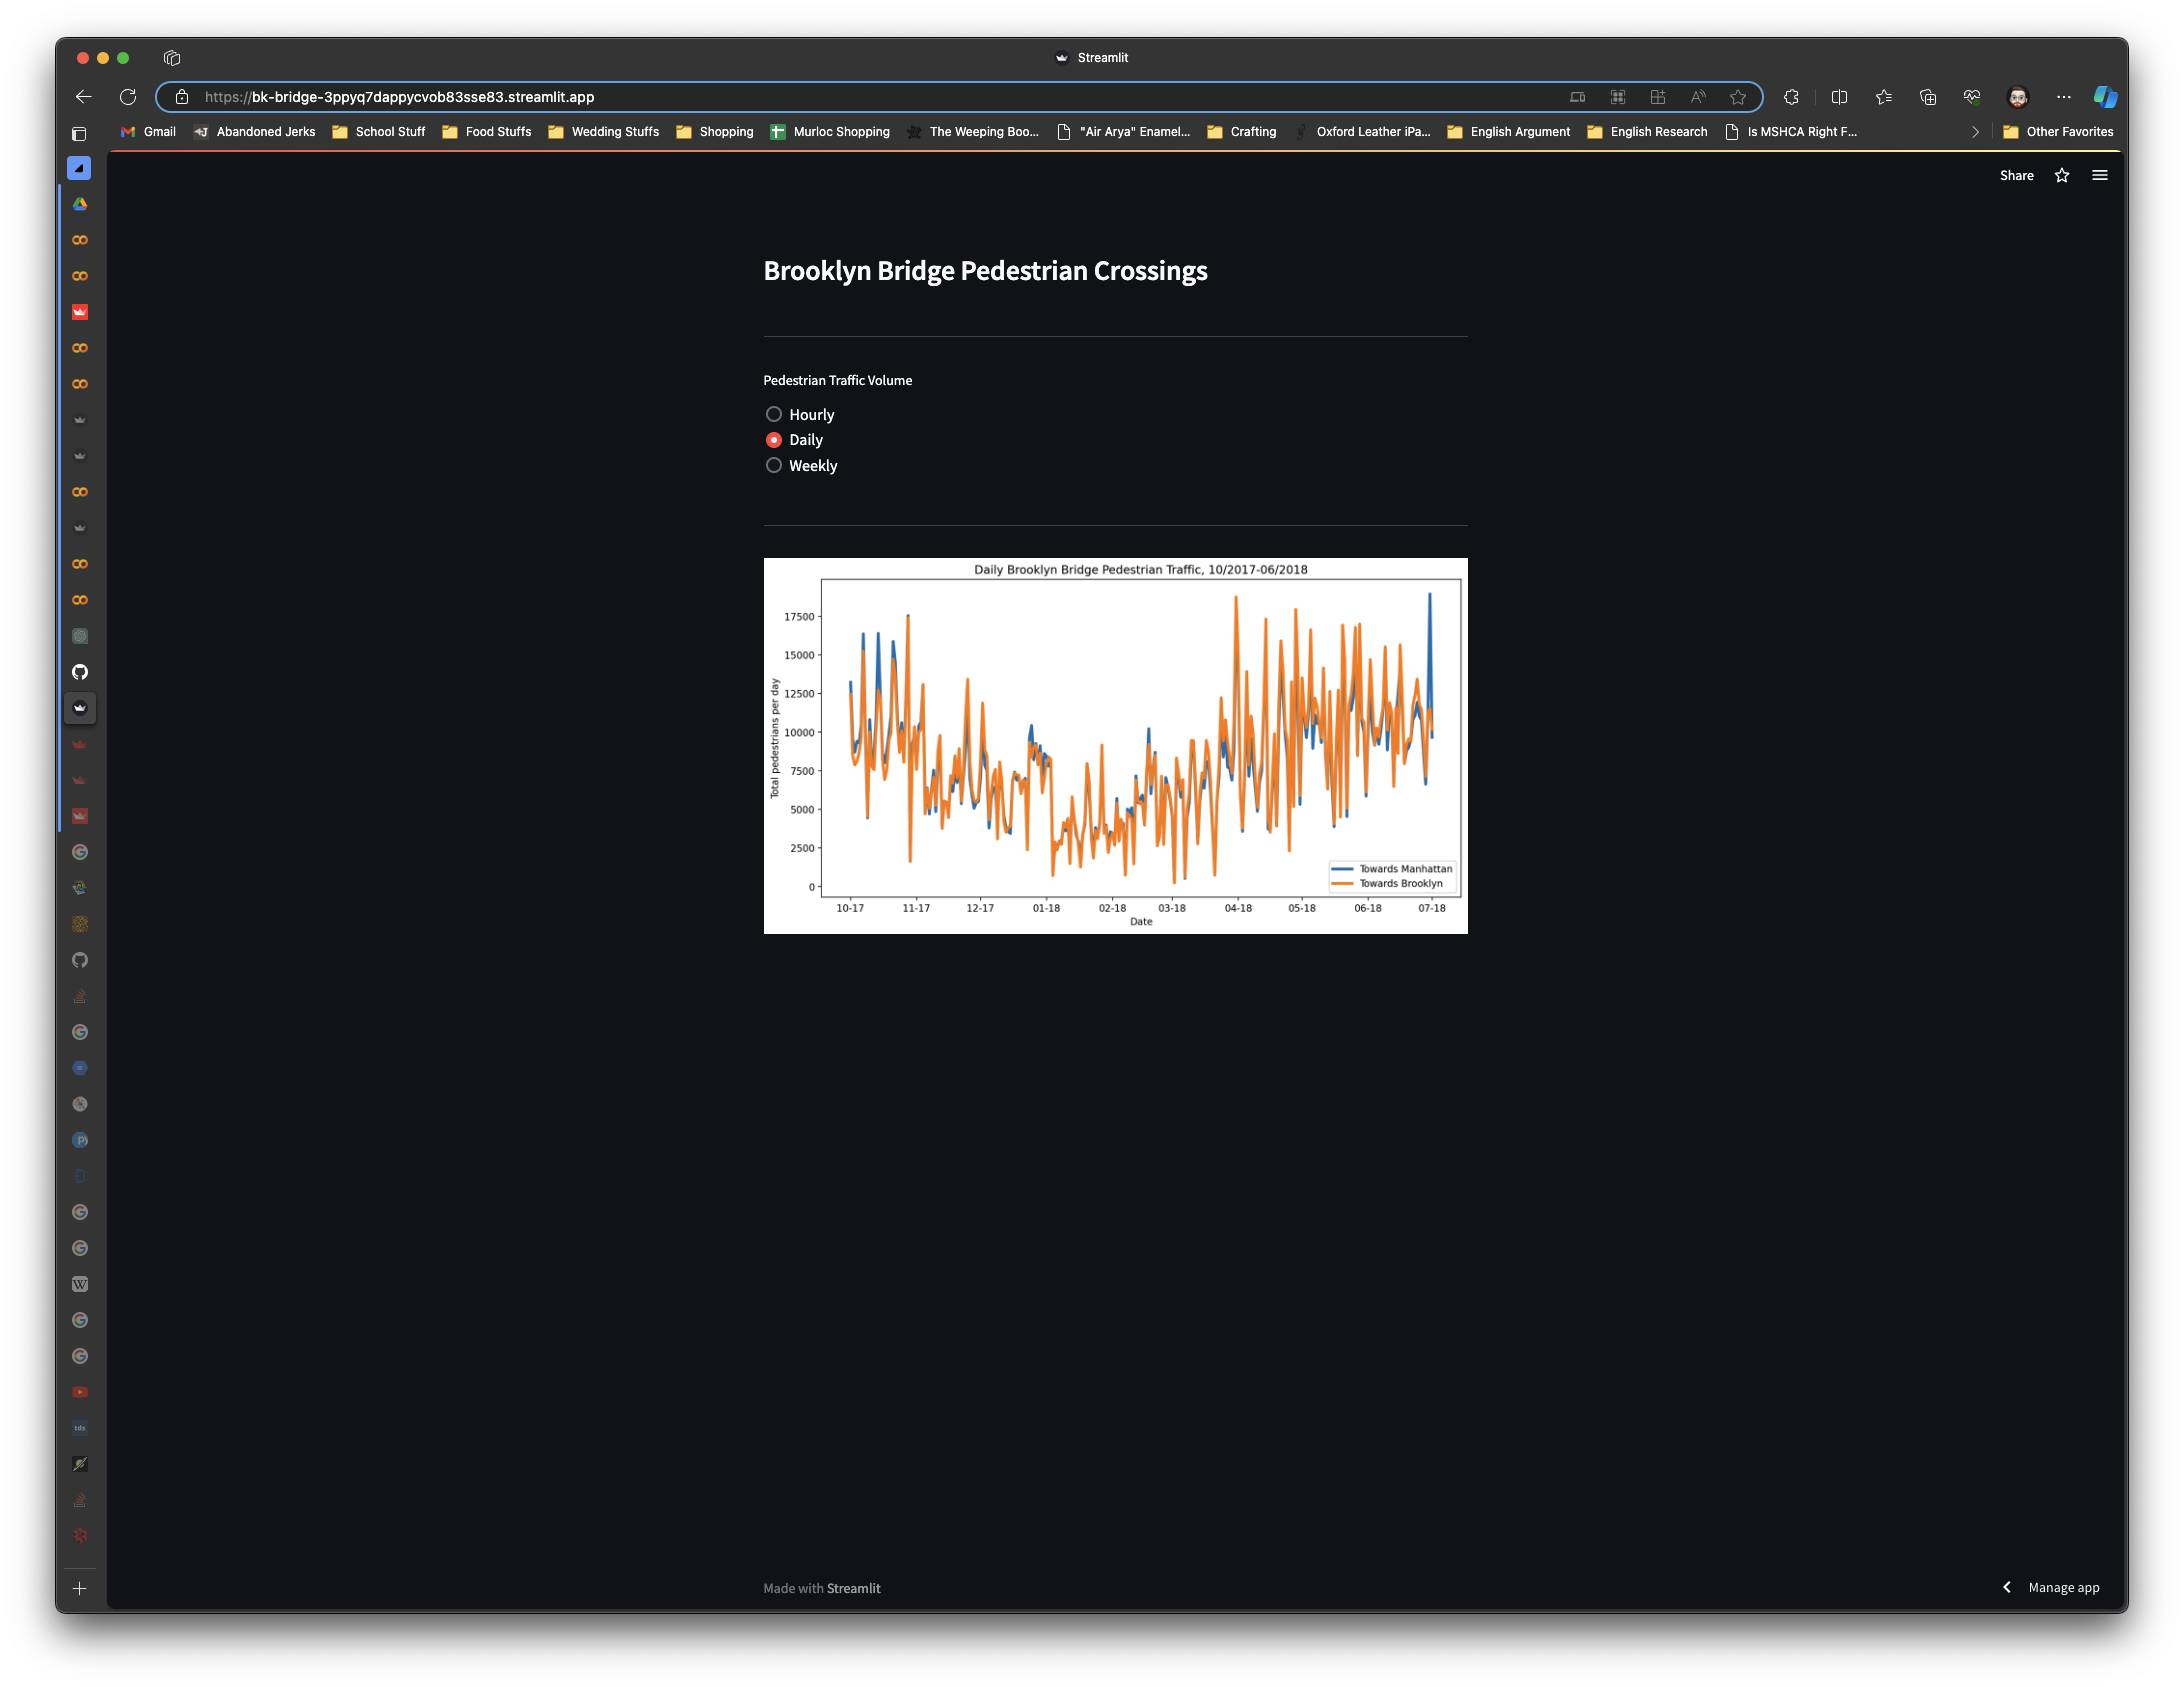 Streamlit
https://bk-bridge-3ppyq7dappycvob83sse83.streamlit.app
Gmail Abandoned Jerks School Stuff Food Stuffs Wedding Stuffs Shopping Murloc Shopping The Weeping Boo... "Air Arya" Enamel... Crafting Oxford Leather iPa... English Argument English Research Is MSHCA Right F... Other Favorites
Share
Brooklyn Bridge Pedestrian Crossings
Pedestrian Traffic Volume
Hourly
Daily
Weekly
Daily Brooklyn Bridge Pedestrian Traffic, 10/2017-06/2018
Total pedestrians per day
17500
15000
12500
10000
7500
5000
2500
0
Towards Manhattan
Towards Brooklyn
10-17 11-17 12-17 01-18 02-18 03-18 04-18 05-18 06-18 07-18
Date
W
tds
Made with Streamlit
Manage app